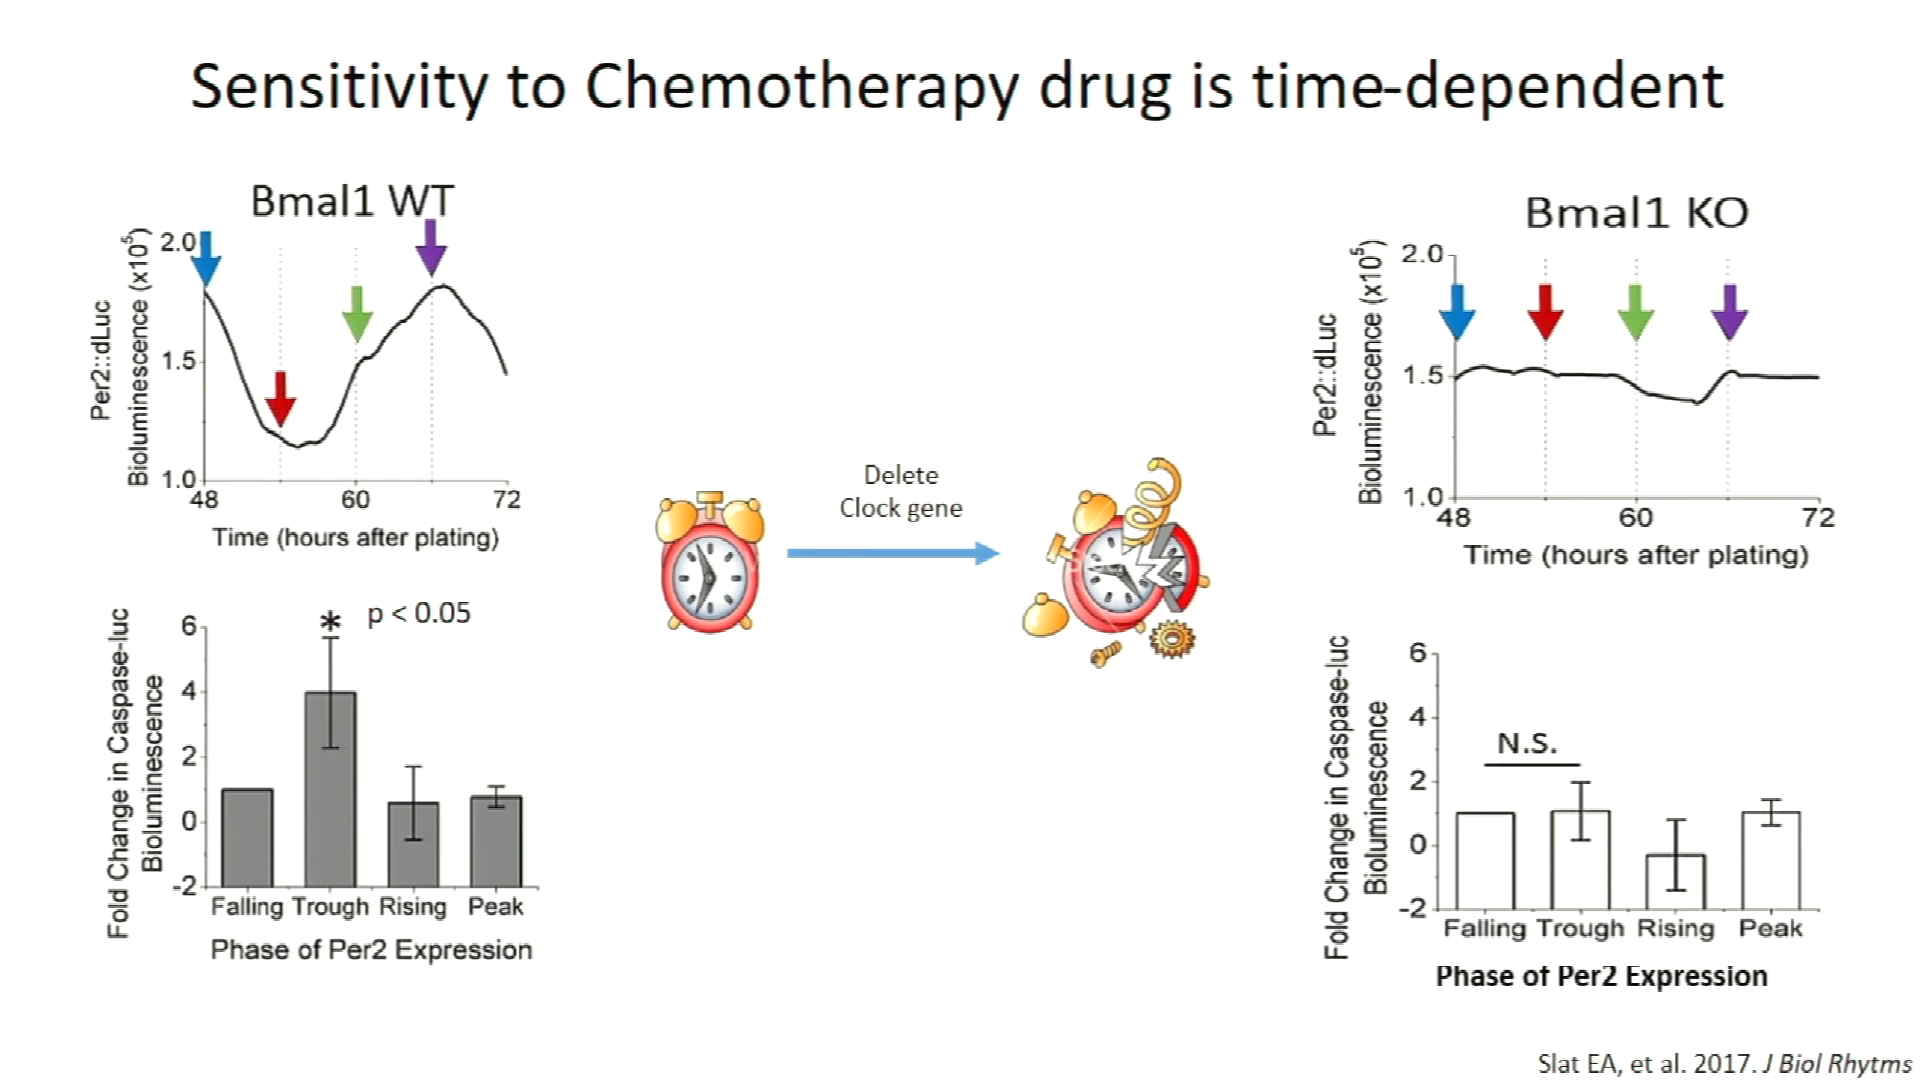 Sensitivity to Chemotherapy drug is time-dependent
Bmal1 WT
Per2::dLuc
Bioluminescence (x10⁵)
2.0
1.5
1.0
48
60
72
Time (hours after plating)
Fold Change in Caspase-luc
Bioluminescence
6
4
2
0
-2
*
p < 0.05
Falling Trough Rising Peak
Phase of Per2 Expression
Delete
Clock gene
Bmal1 KO
Per2::dLuc
Bioluminescence (x10⁵)
2.0
1.5
1.0
48
60
72
Time (hours after plating)
Fold Change in Caspase-luc
Bioluminescence
6
4
2
0
-2
N.S.
Falling Trough Rising Peak
Phase of Per2 Expression
Slat EA, et al. 2017. J Biol Rhytms